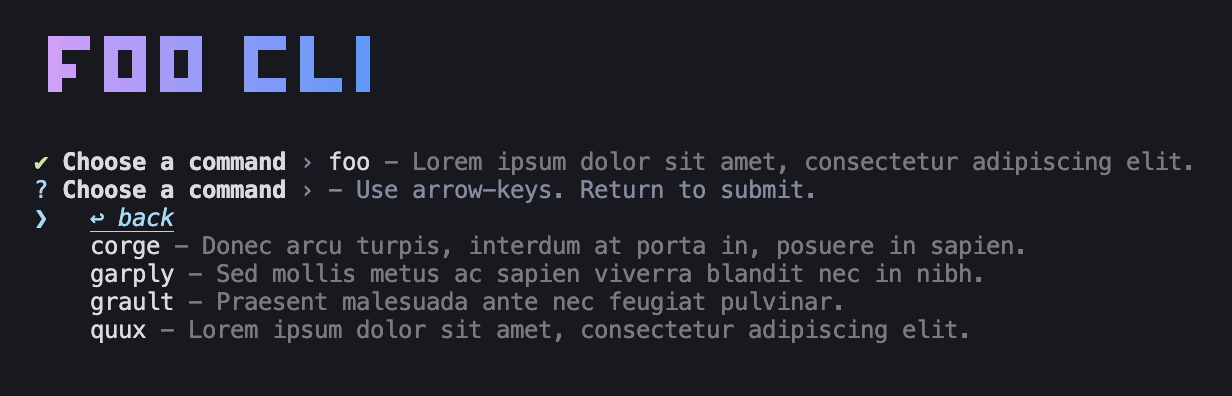 FOO CLI
✔ Choose a command › foo – Lorem ipsum dolor sit amet, consectetur adipiscing elit.
? Choose a command › – Use arrow-keys. Return to submit.
❯ ↩ back
corge – Donec arcu turpis, interdum at porta in, posuere in sapien.
garply – Sed mollis metus ac sapien viverra blandit nec in nibh.
grault – Praesent malesuada ante nec feugiat pulvinar.
quux – Lorem ipsum dolor sit amet, consectetur adipiscing elit.